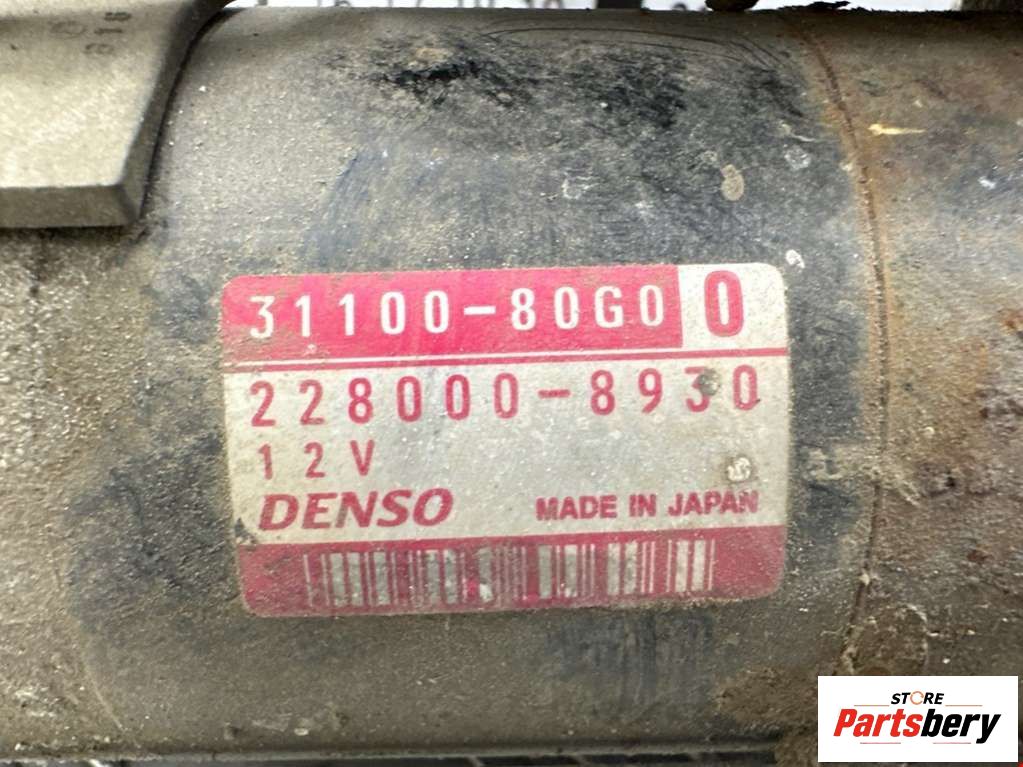 31100-80G0 0
228000-8930
12V
DENSO MADE IN JAPAN
STORE
Partsbery